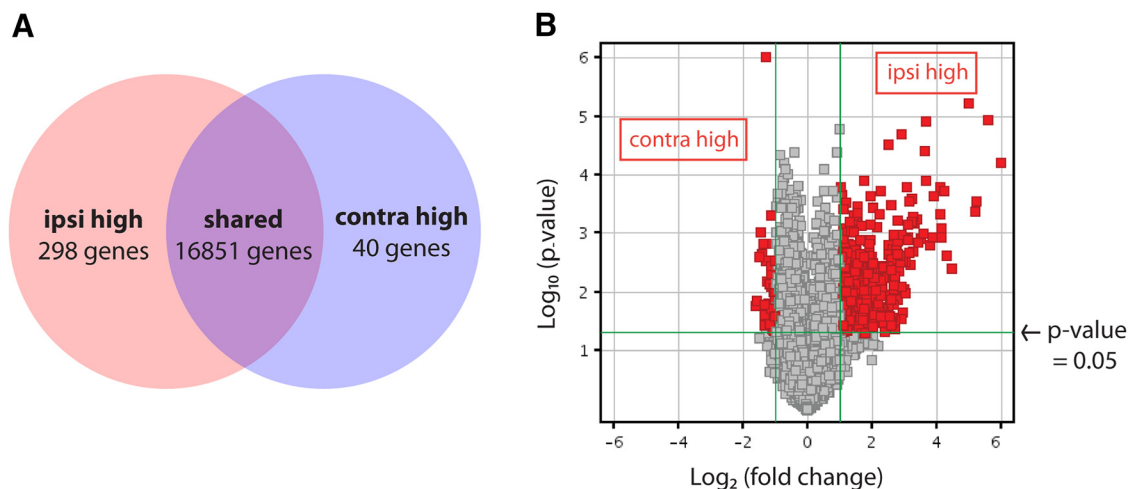 A
ipsi high
298 genes
shared
16851 genes
contra high
40 genes
B
ipsi high
contra high
6
5
4
3
2
1
Log₁₀ (p.value)
← p-value
= 0.05
-6
-4
-2
0
2
4
6
Log₂ (fold change)